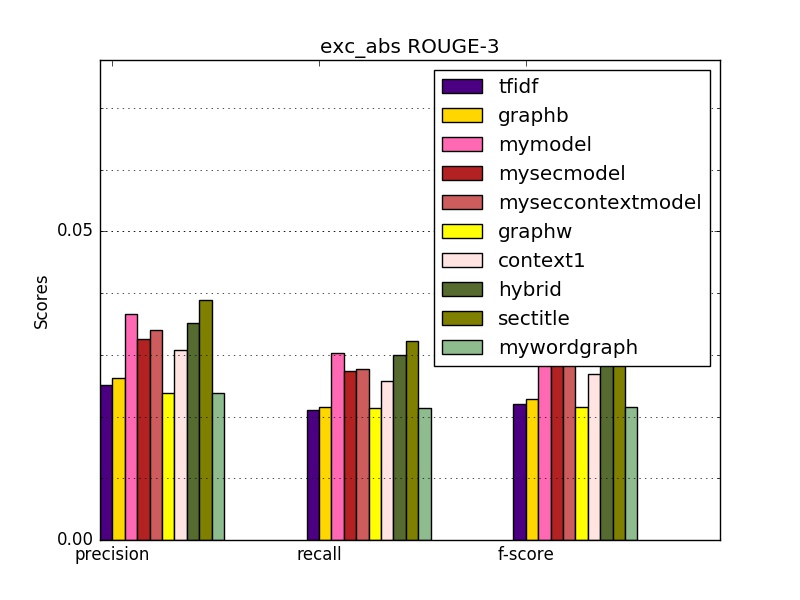 exc_abs ROUGE-3
tfidf
graphb
mymodel
mysecmodel
myseccontextmodel
graphw
context1
hybrid
sectitle
mywordgraph
Scores
0.05
0.00
precision
recall
f-score